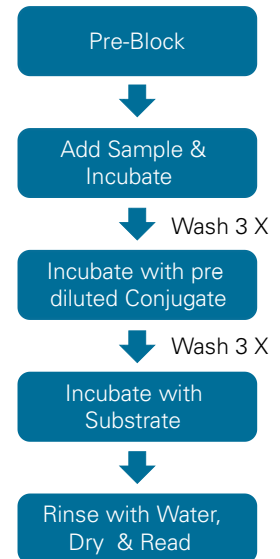 Pre-Block
Add Sample &
Incubate
Wash 3 X
Incubate with pre
diluted Conjugate
Wash 3 X
Incubate with
Substrate
Rinse with Water,
Dry & Read